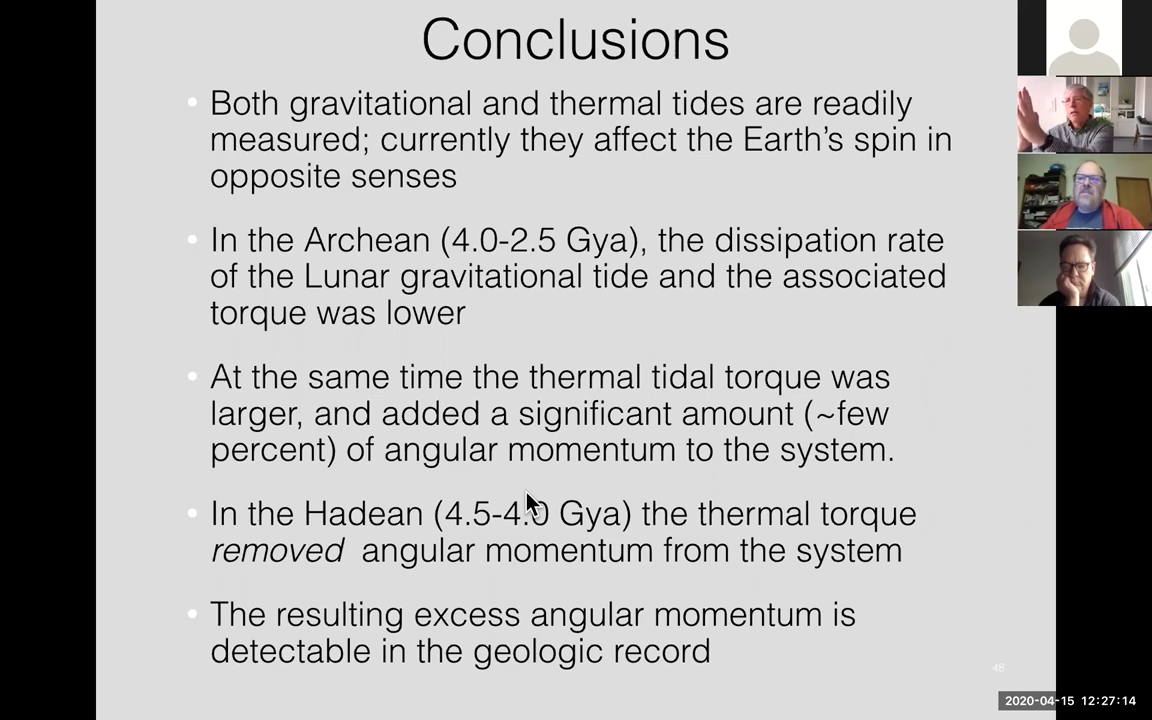 Conclusions
• Both gravitational and thermal tides are readily
measured; currently they affect the Earth's spin in
opposite senses
• In the Archean (4.0-2.5 Gya), the dissipation rate
of the Lunar gravitational tide and the associated
torque was lower
• At the same time the thermal tidal torque was
larger, and added a significant amount (~few
percent) of angular momentum to the system.
• In the Hadean (4.5-4.0 Gya) the thermal torque
removed angular momentum from the system
• The resulting excess angular momentum is
detectable in the geologic record
48
2020-04-15 12:27:14